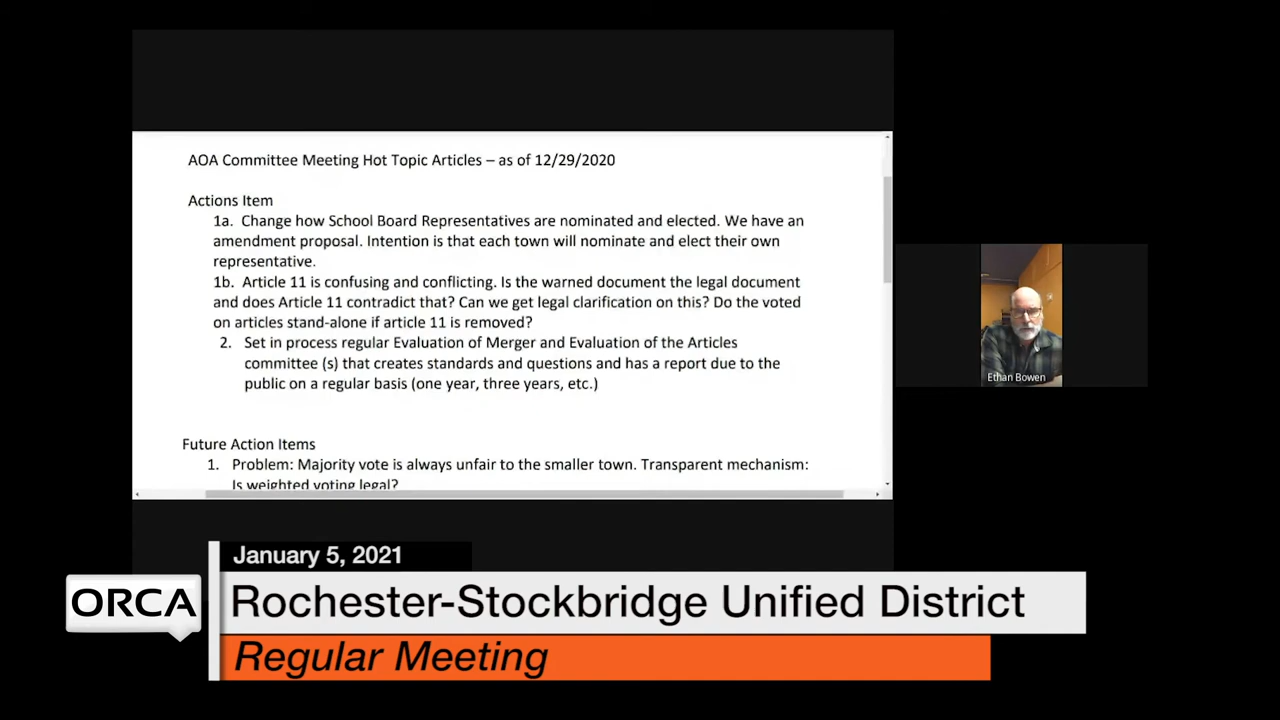 AOA Committee Meeting Hot Topic Articles – as of 12/29/2020
Actions Item
1a. Change how School Board Representatives are nominated and elected. We have an
amendment proposal. Intention is that each town will nominate and elect their own
representative.
1b. Article 11 is confusing and conflicting. Is the warned document the legal document
and does Article 11 contradict that? Can we get legal clarification on this? Do the voted
on articles stand-alone if article 11 is removed?
2. Set in process regular Evaluation of Merger and Evaluation of the Articles
committee (s) that creates standards and questions and has a report due to the
public on a regular basis (one year, three years, etc.)
Future Action Items
1. Problem: Majority vote is always unfair to the smaller town. Transparent mechanism:
Is weighted voting legal?
Ethan Bowen
January 5, 2021
ORCA
Rochester-Stockbridge Unified District
Regular Meeting